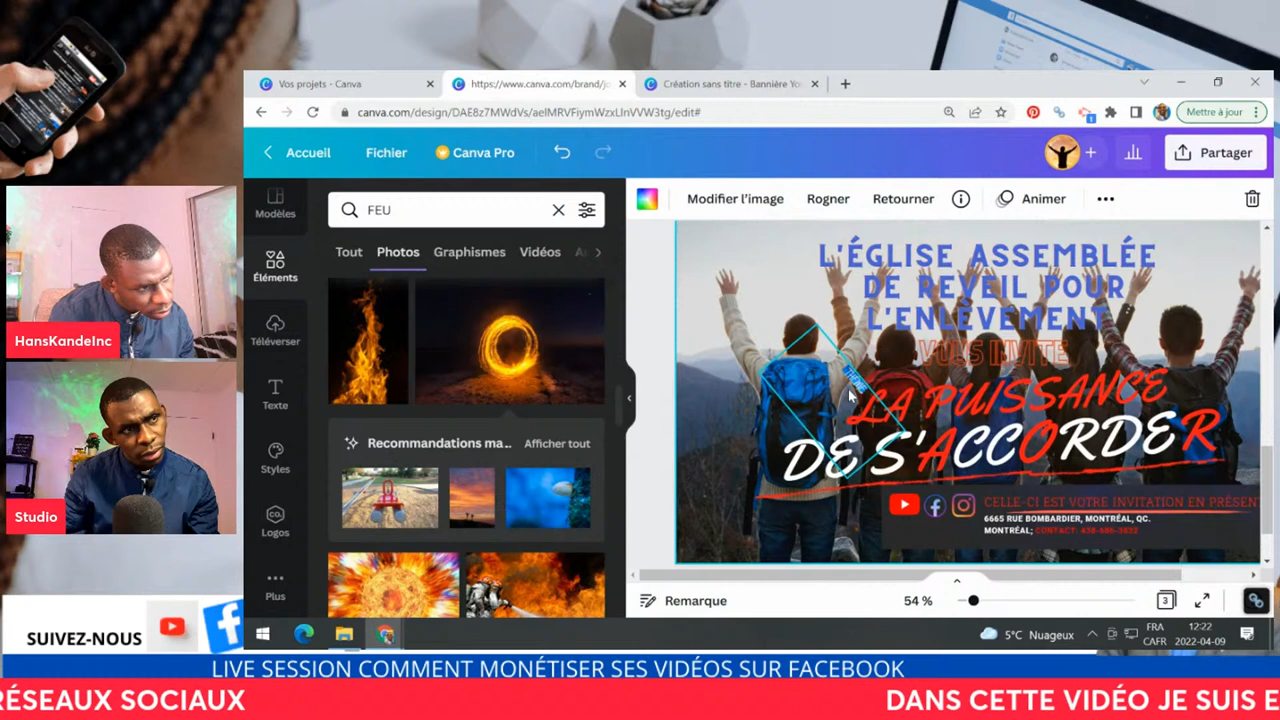 Vos projets - Canva
https://www.canva.com/brand/jo
Création sans titre - Bannière Yo
canva.com/design/DAE8z7MWdVs/aelMRVFiymWzxLlnVVW3tg/edit#
Mettre à jour
Accueil
Fichier
Canva Pro
Partager
Modèles
Éléments
Téléverser
Texte
Styles
Logos
Plus
FEU
Tout
Photos
Graphismes
Vidéos
Recommandations ma...
Afficher tout
Modifier l'image
Rogner
Retourner
Animer
L'ÉGLISE ASSEMBLÉE
DE REVEIL POUR
L'ENLÈVEMENT
VOUS INVITE
LA PUISSANCE
DE S'ACCORDER
CELLE-CI EST VOTRE INVITATION EN PRÉSEN
6665 RUE BOMBARDIER, MONTRÉAL, QC.
MONTRÉAL; CONTACT:
Remarque
54 %
3
5°C Nuageux
FRA
CAFR
12:22
2022-04-09
HansKandeInc
Studio
SUIVEZ-NOUS
LIVE SESSION COMMENT MONÉTISER SES VIDÉOS SUR FACEBOOK
RÉSEAUX SOCIAUX
DANS CETTE VIDÉO JE SUIS E